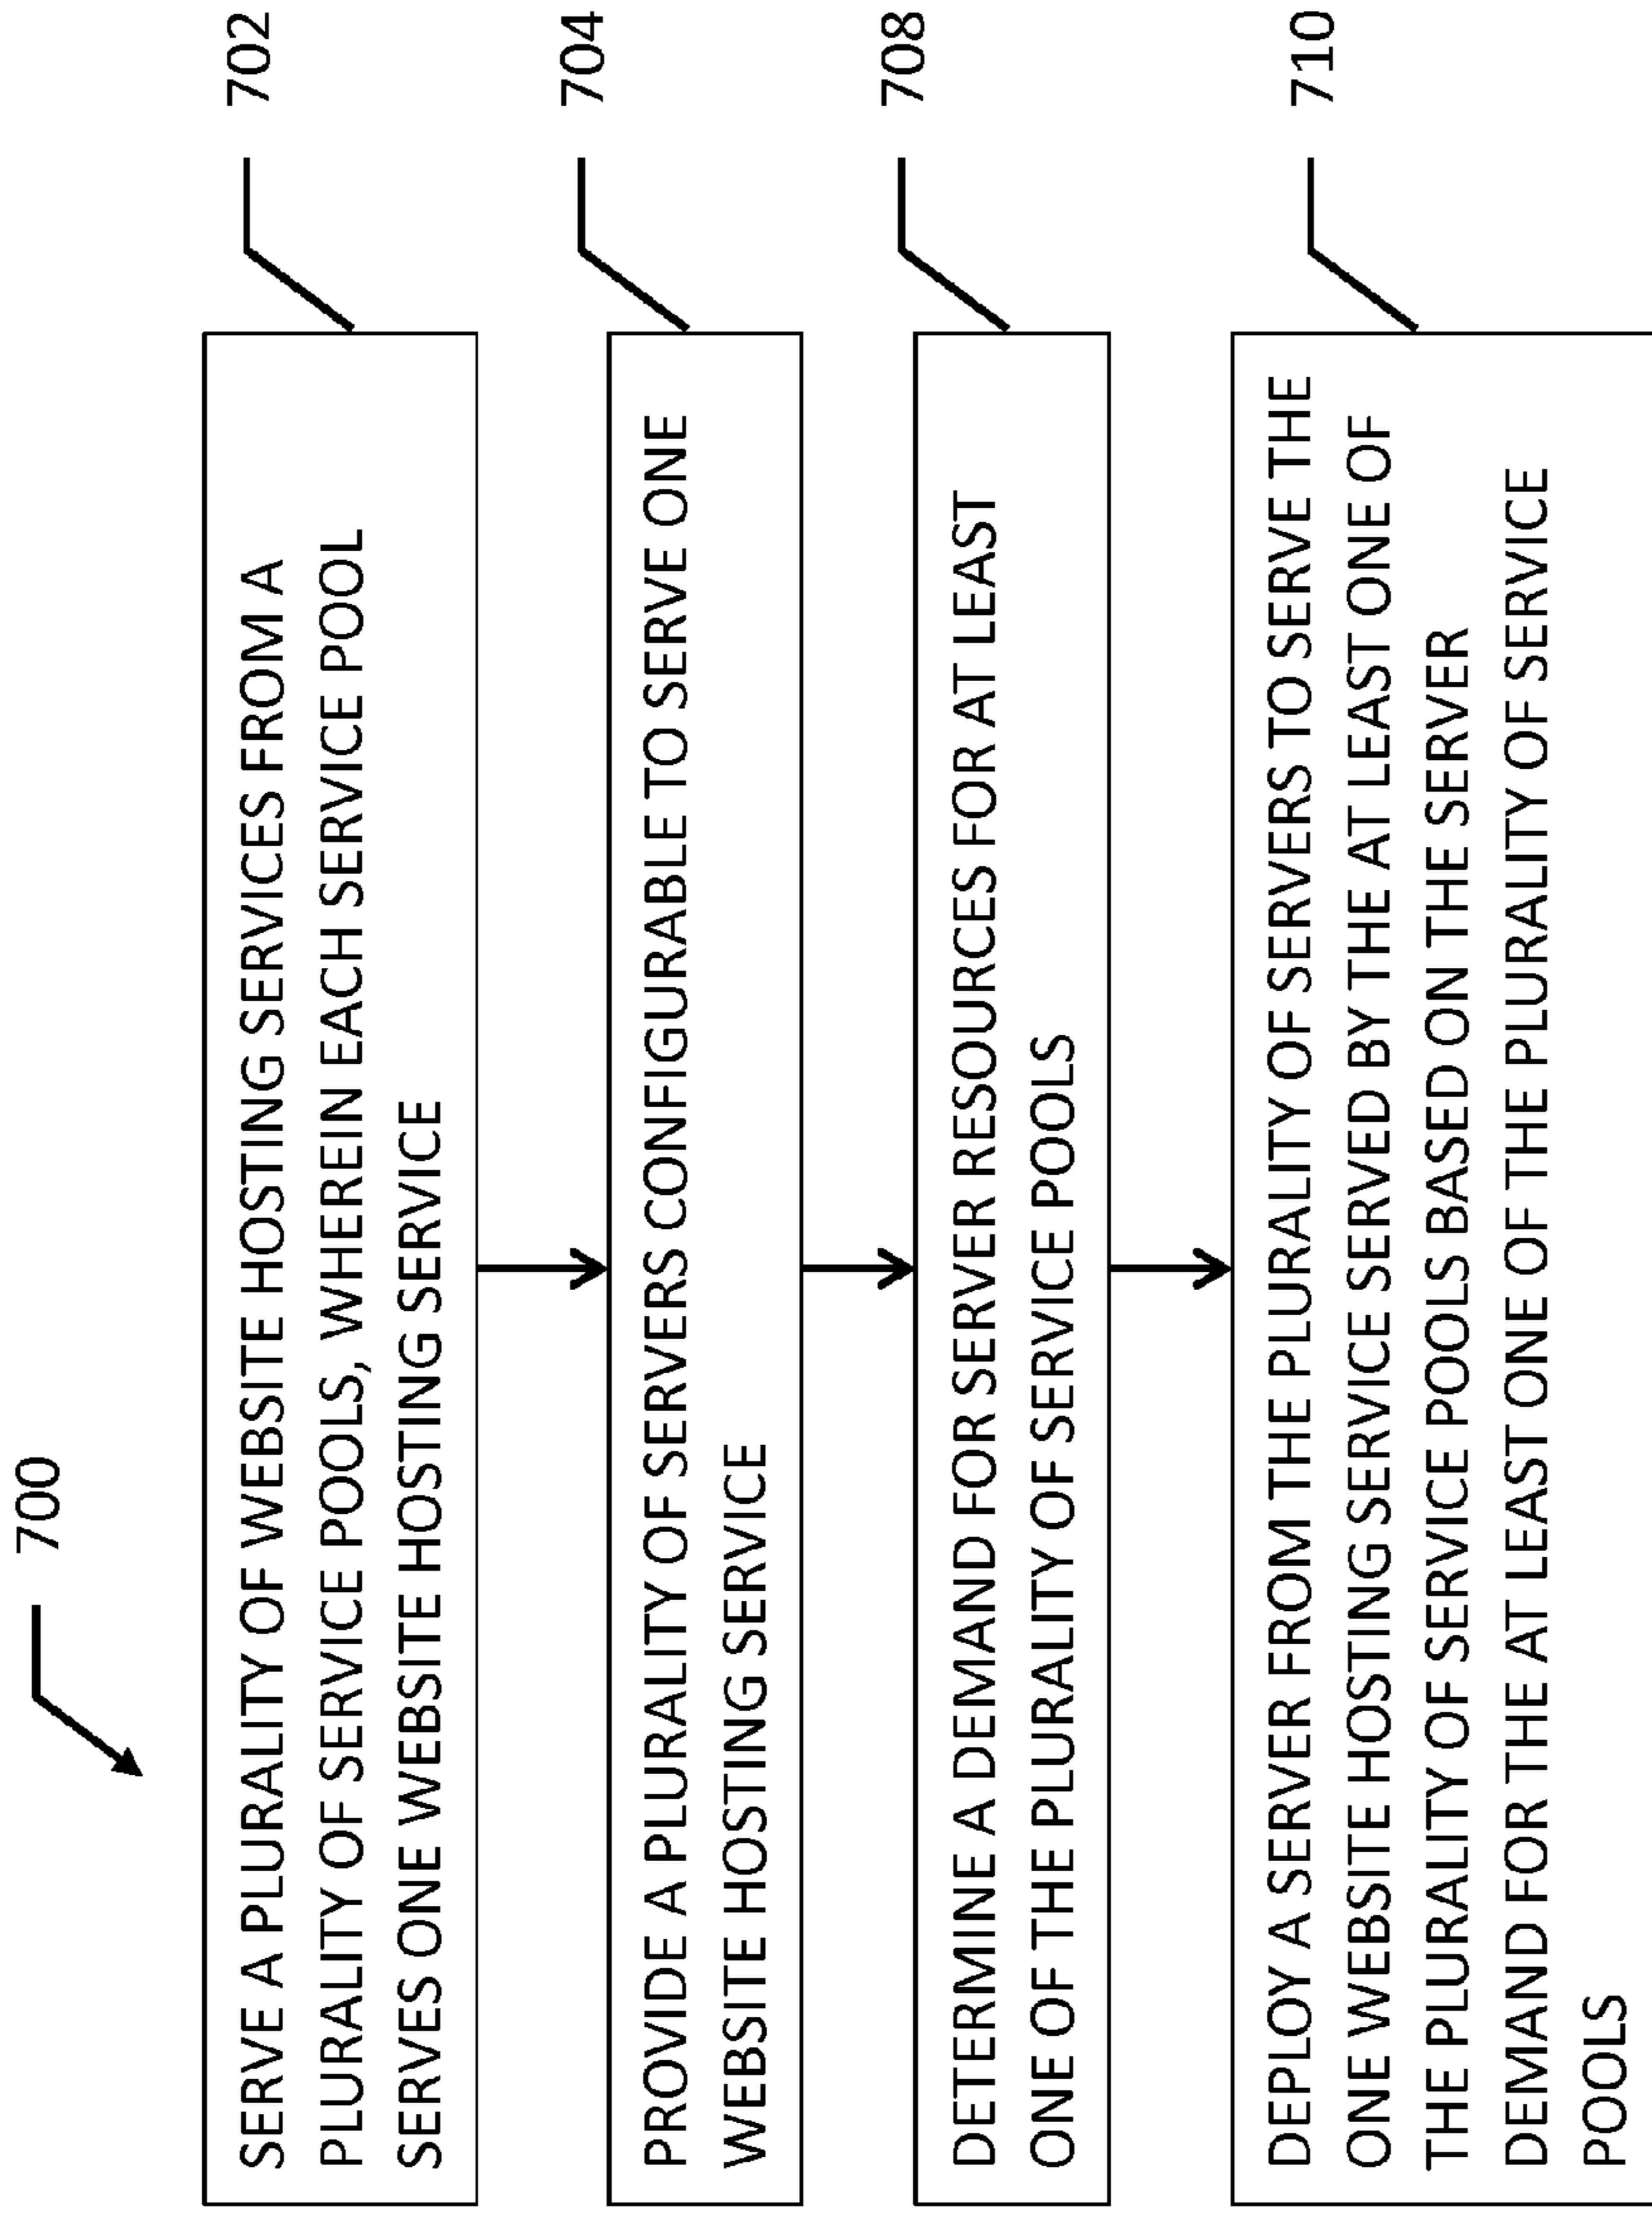 700
SERVE A PLURALITY OF WEBSITE HOSTING SERVICES FROM A
PLURALITY OF SERVICE POOLS, WHEREIN EACH SERVICE POOL
SERVES ONE WEBSITE HOSTING SERVICE
702
PROVIDE A PLURALITY OF SERVERS CONFIGURABLE TO SERVE ONE
WEBSITE HOSTING SERVICE
704
DETERMINE A DEMAND FOR SERVER RESOURCES FOR AT LEAST
ONE OF THE PLURALITY OF SERVICE POOLS
708
DEPLOY A SERVER FROM THE PLURALITY OF SERVERS TO SERVE THE
ONE WEBSITE HOSTING SERVICE SERVED BY THE AT LEAST ONE OF
THE PLURALITY OF SERVICE POOLS BASED ON THE SERVER
DEMAND FOR THE AT LEAST ONE OF THE PLURALITY OF SERVICE
POOLS
710